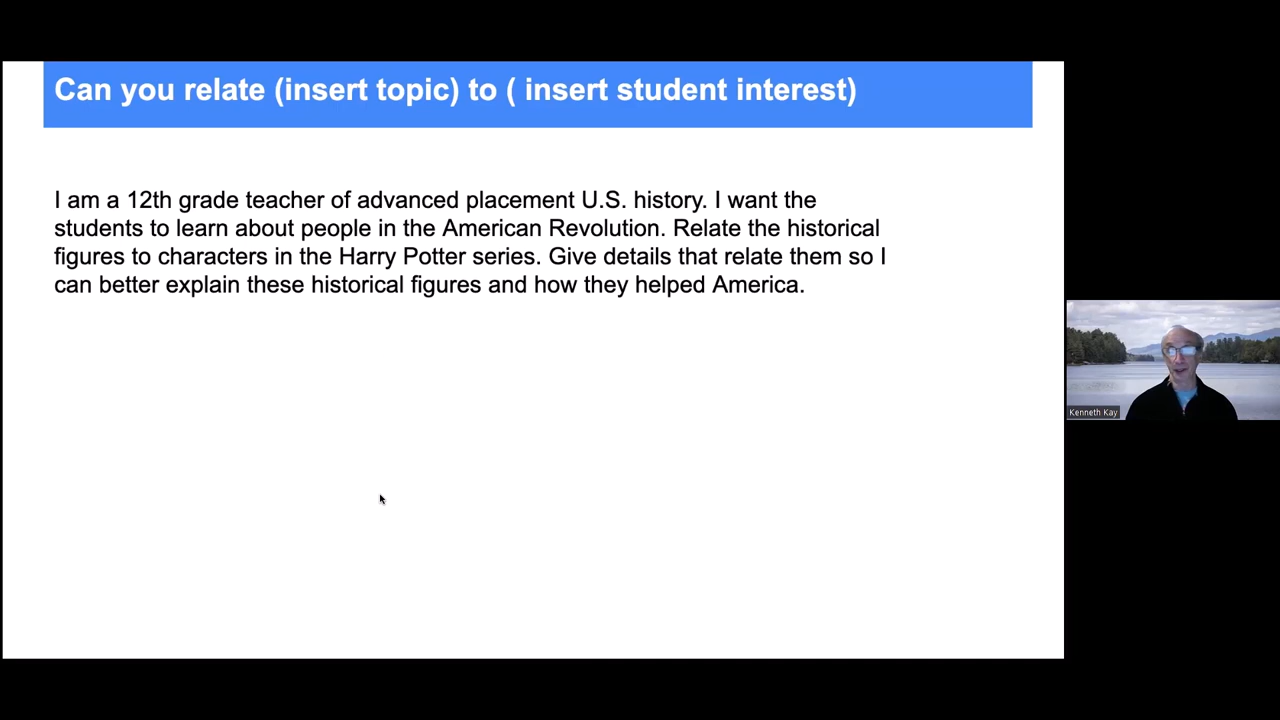 Can you relate (insert topic) to ( insert student interest)
I am a 12th grade teacher of advanced placement U.S. history. I want the
students to learn about people in the American Revolution. Relate the historical
figures to characters in the Harry Potter series. Give details that relate them so I
can better explain these historical figures and how they helped America.
Kenneth Kay